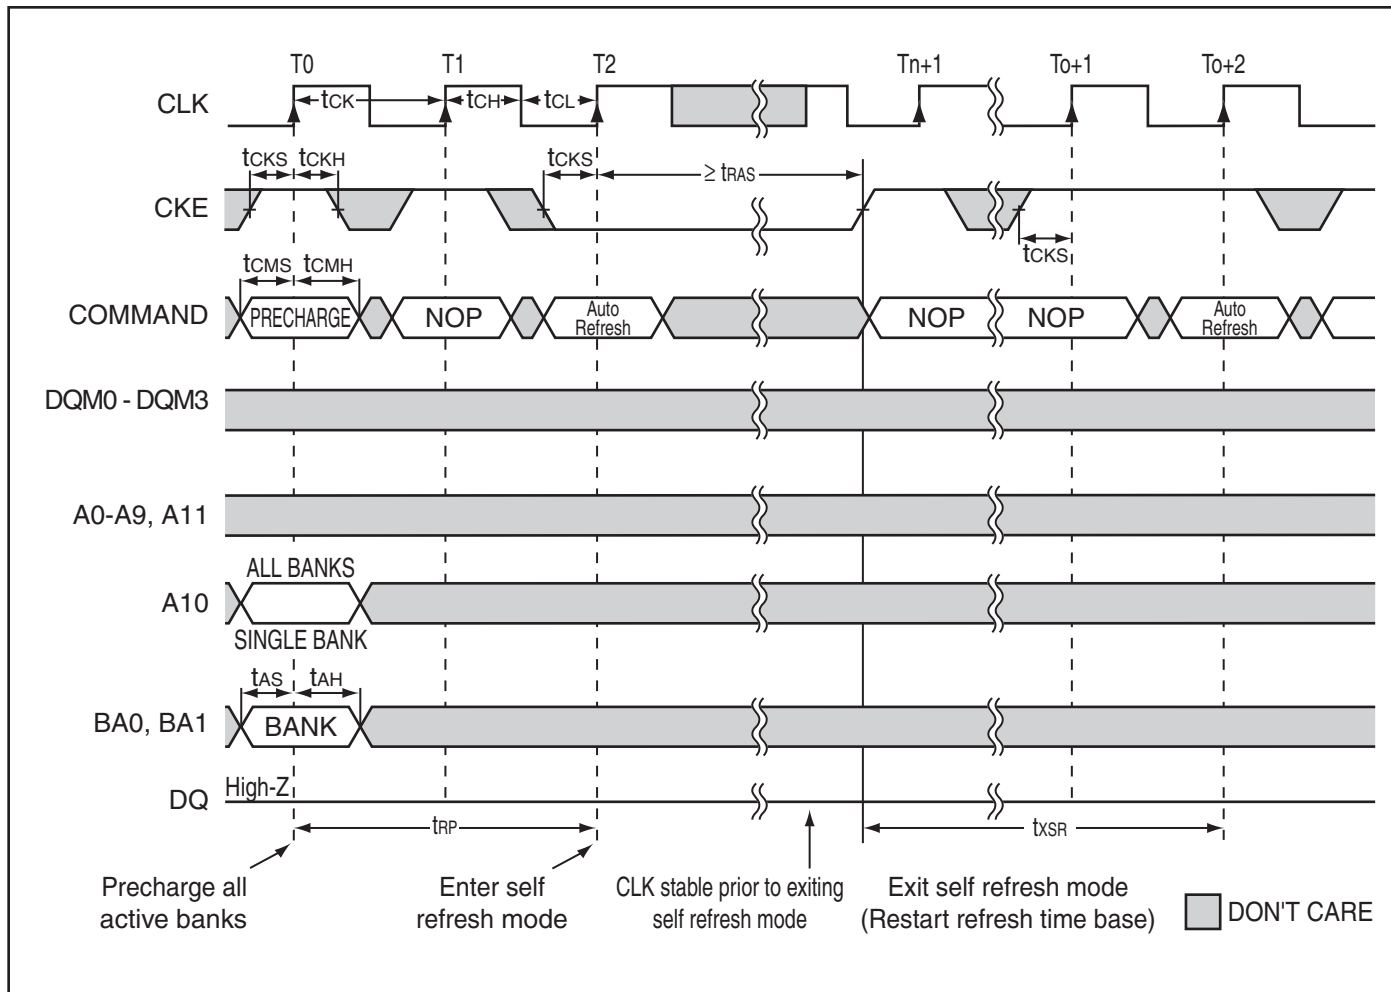 T0 T1 T2 Tn+1 To+1 To+2
CLK
tCK tCH tCL
tCKS tCKH tCKS ≥ tRAS
CKE
tCKS
tCMS tCMH
COMMAND PRECHARGE NOP Auto Refresh NOP NOP Auto Refresh
DQM0 - DQM3
A0-A9, A11
ALL BANKS
A10
SINGLE BANK
tAS tAH
BA0, BA1 BANK
High-Z
DQ
tRP tXSR
Precharge all
active banks
Enter self
refresh mode
CLK stable prior to exiting
self refresh mode
Exit self refresh mode
(Restart refresh time base)
DON'T CARE